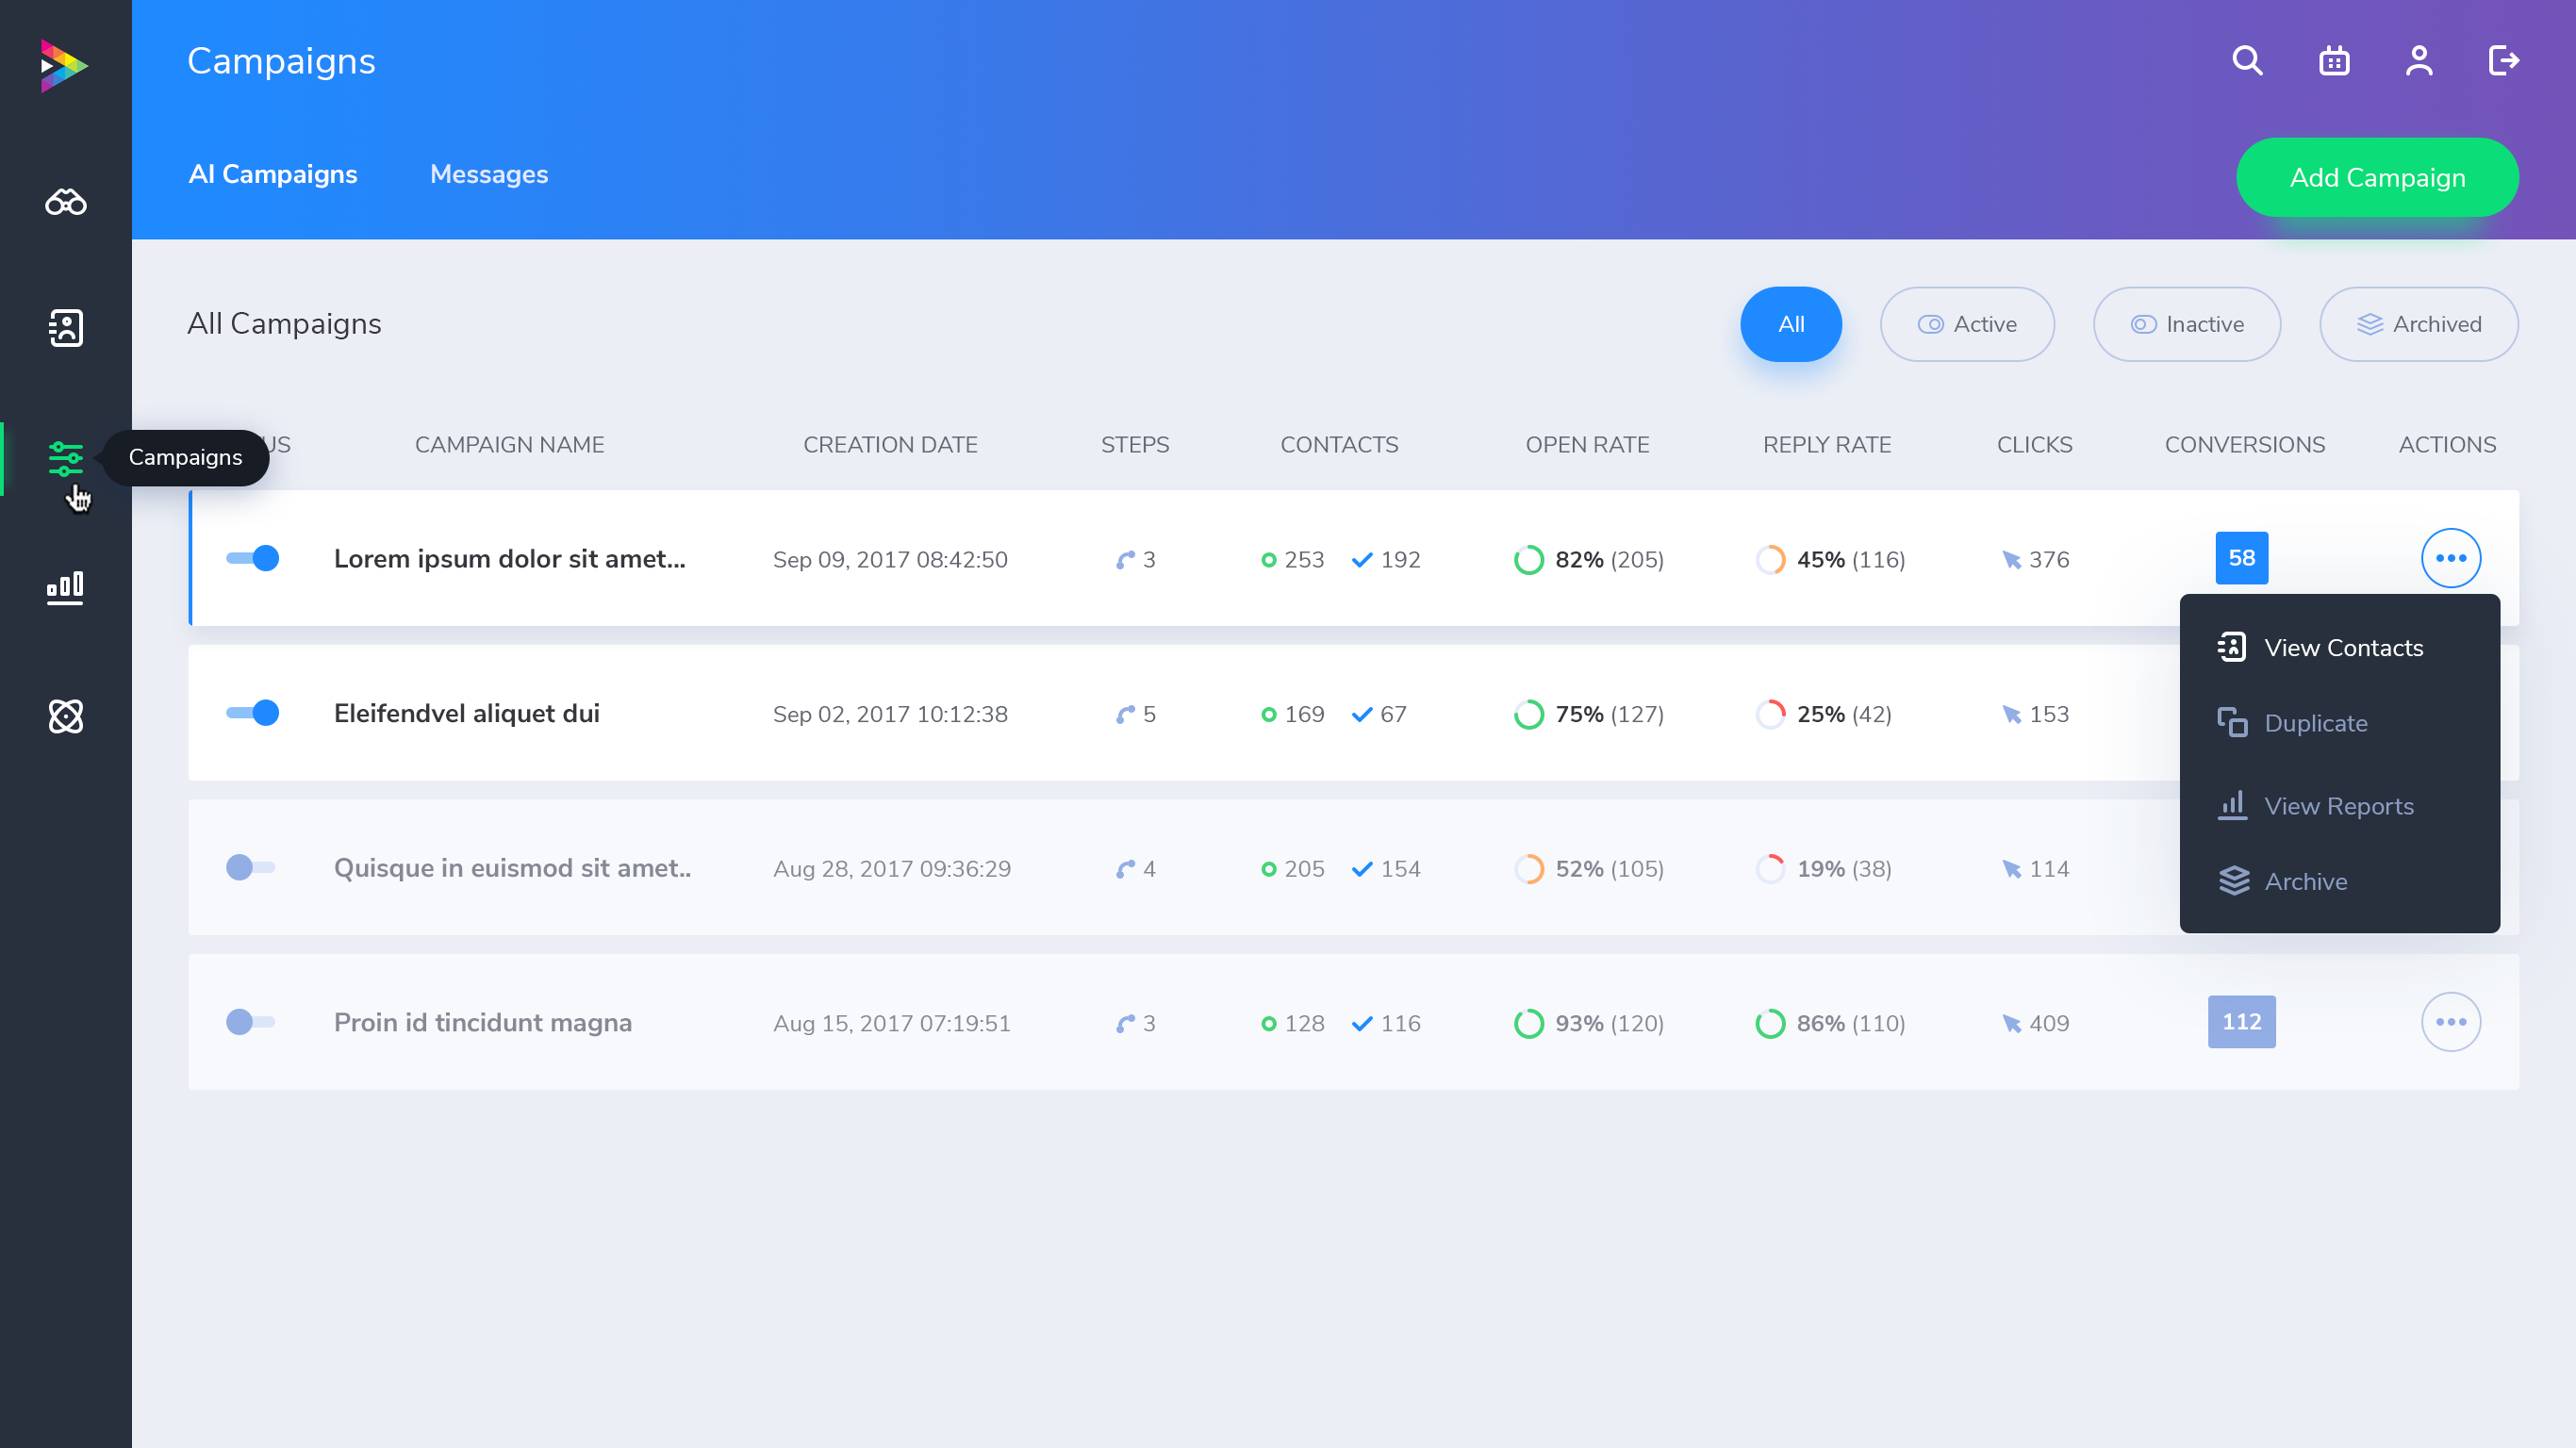 Campaigns
AI Campaigns Messages Add Campaign
All Campaigns All Active Inactive Archived
Campaigns US CAMPAIGN NAME CREATION DATE STEPS CONTACTS OPEN RATE REPLY RATE CLICKS CONVERSIONS ACTIONS
Lorem ipsum dolor sit amet... Sep 09, 2017 08:42:50 3 253 192 82% (205) 45% (116) 376 58
View Contacts
Eleifendvel aliquet dui Sep 02, 2017 10:12:38 5 169 67 75% (127) 25% (42) 153
Duplicate
View Reports
Quisque in euismod sit amet.. Aug 28, 2017 09:36:29 4 205 154 52% (105) 19% (38) 114
Archive
Proin id tincidunt magna Aug 15, 2017 07:19:51 3 128 116 93% (120) 86% (110) 409 112